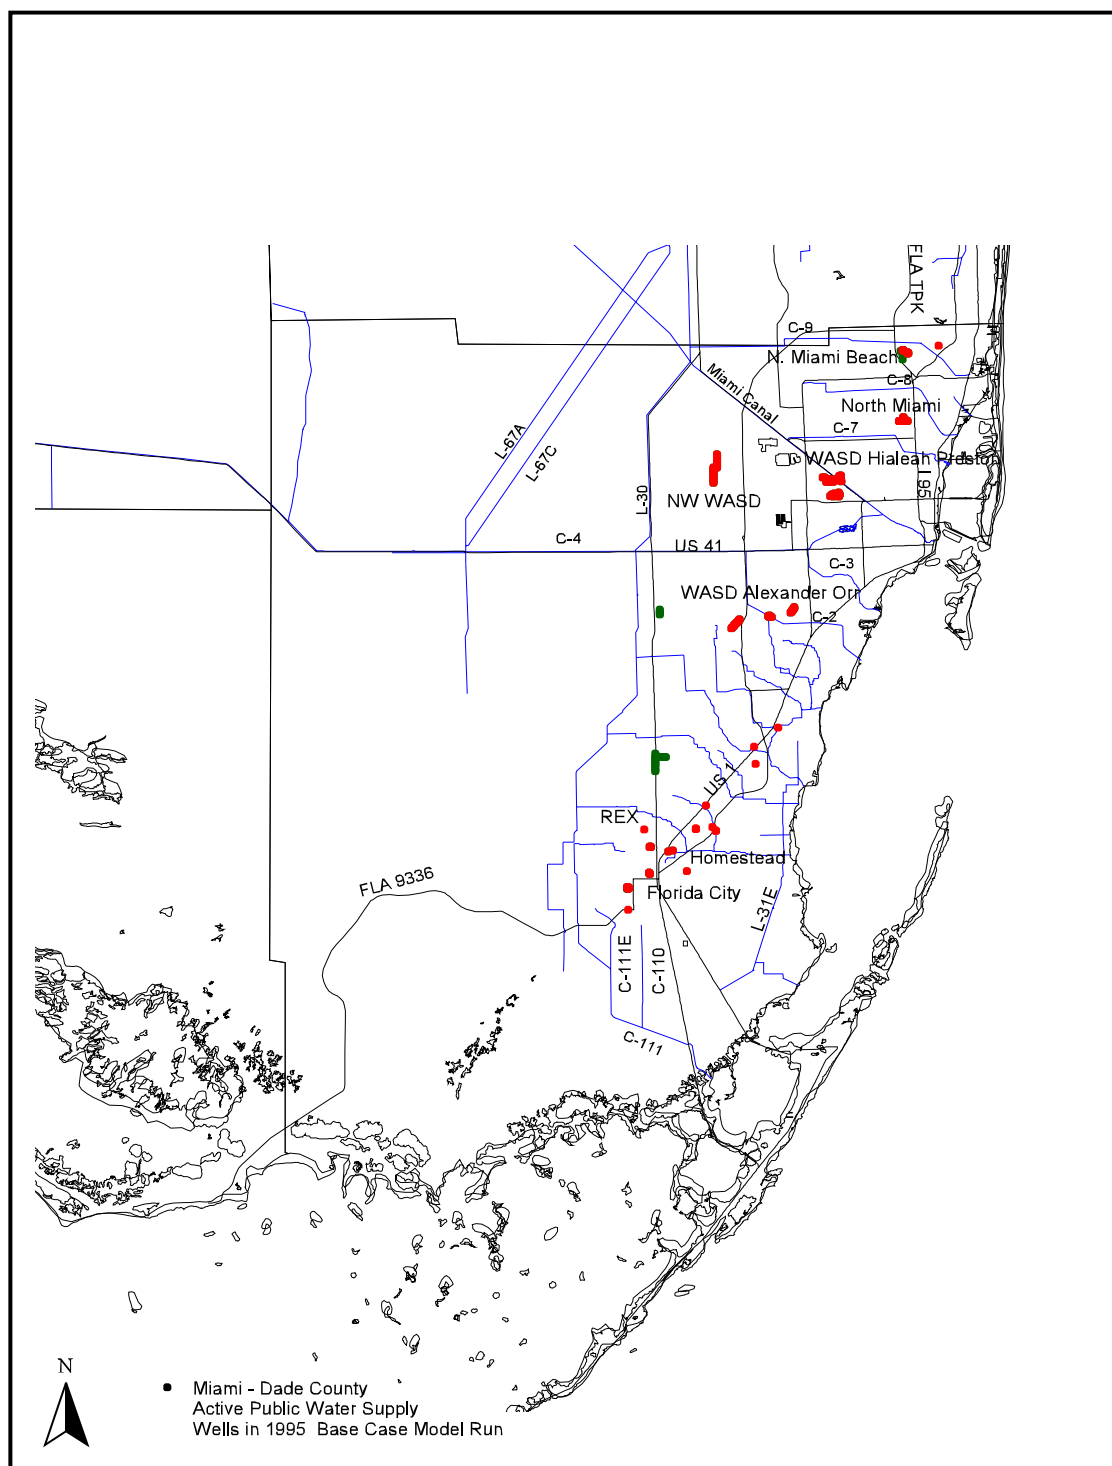 FLA TPK
C-9
N. Miami Beach
C-8
Miami Canal
North Miami
C-7
L-67A
L-67C
WASD Hialeah Preston
I 95
NW WASD
L-30
C-4
US 41
C-3
WASD Alexander Orr
C-2
US 1
REX
Homestead
FLA 9336
Florida City
L-31E
C-111E
C-110
C-111
N
Miami - Dade County
Active Public Water Supply
Wells in 1995 Base Case Model Run